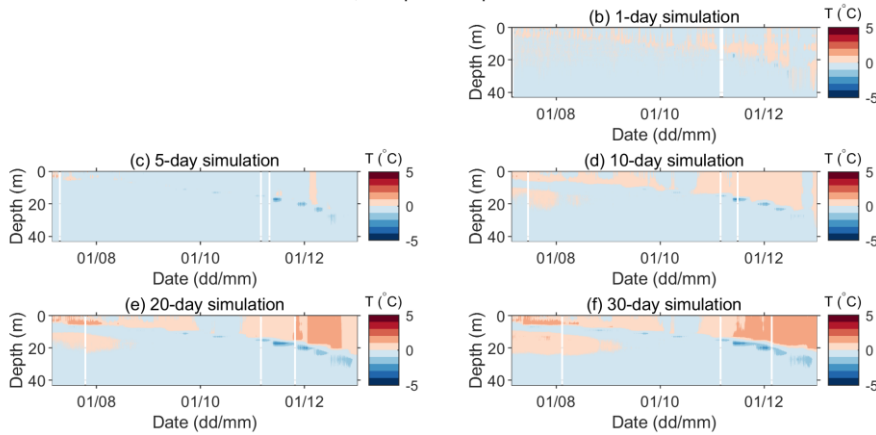 (b) 1-day simulation
T (°C)
Depth (m)
0
20
40
5
0
-5
01/08
01/10
01/12
Date (dd/mm)
(c) 5-day simulation
T (°C)
Depth (m)
0
20
40
5
0
-5
01/08
01/10
01/12
Date (dd/mm)
(d) 10-day simulation
T (°C)
Depth (m)
0
20
40
5
0
-5
01/08
01/10
01/12
Date (dd/mm)
(e) 20-day simulation
T (°C)
Depth (m)
0
20
40
5
0
-5
01/08
01/10
01/12
Date (dd/mm)
(f) 30-day simulation
T (°C)
Depth (m)
0
20
40
5
0
-5
01/08
01/10
01/12
Date (dd/mm)